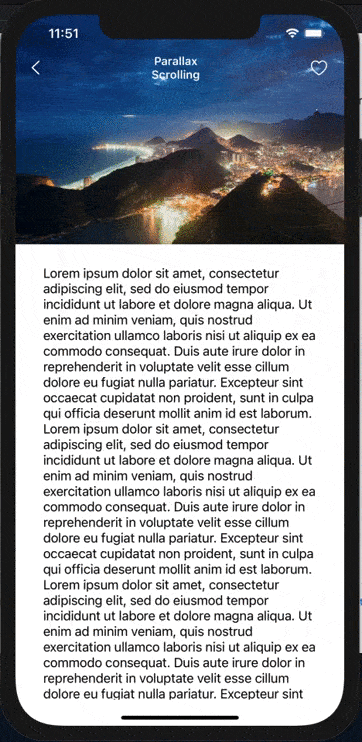 11:51
Parallax
Scrolling
Lorem ipsum dolor sit amet, consectetur
adipiscing elit, sed do eiusmod tempor
incididunt ut labore et dolore magna aliqua. Ut
enim ad minim veniam, quis nostrud
exercitation ullamco laboris nisi ut aliquip ex ea
commodo consequat. Duis aute irure dolor in
reprehenderit in voluptate velit esse cillum
dolore eu fugiat nulla pariatur. Excepteur sint
occaecat cupidatat non proident, sunt in culpa
qui officia deserunt mollit anim id est laborum.
Lorem ipsum dolor sit amet, consectetur
adipiscing elit, sed do eiusmod tempor
incididunt ut labore et dolore magna aliqua. Ut
enim ad minim veniam, quis nostrud
exercitation ullamco laboris nisi ut aliquip ex ea
commodo consequat. Duis aute irure dolor in
reprehenderit in voluptate velit esse cillum
dolore eu fugiat nulla pariatur. Excepteur sint
occaecat cupidatat non proident, sunt in culpa
qui officia deserunt mollit anim id est laborum.
Lorem ipsum dolor sit amet, consectetur
adipiscing elit, sed do eiusmod tempor
incididunt ut labore et dolore magna aliqua. Ut
enim ad minim veniam, quis nostrud
exercitation ullamco laboris nisi ut aliquip ex ea
commodo consequat. Duis aute irure dolor in
reprehenderit in voluptate velit esse cillum
dolore eu fugiat nulla pariatur. Excepteur sint